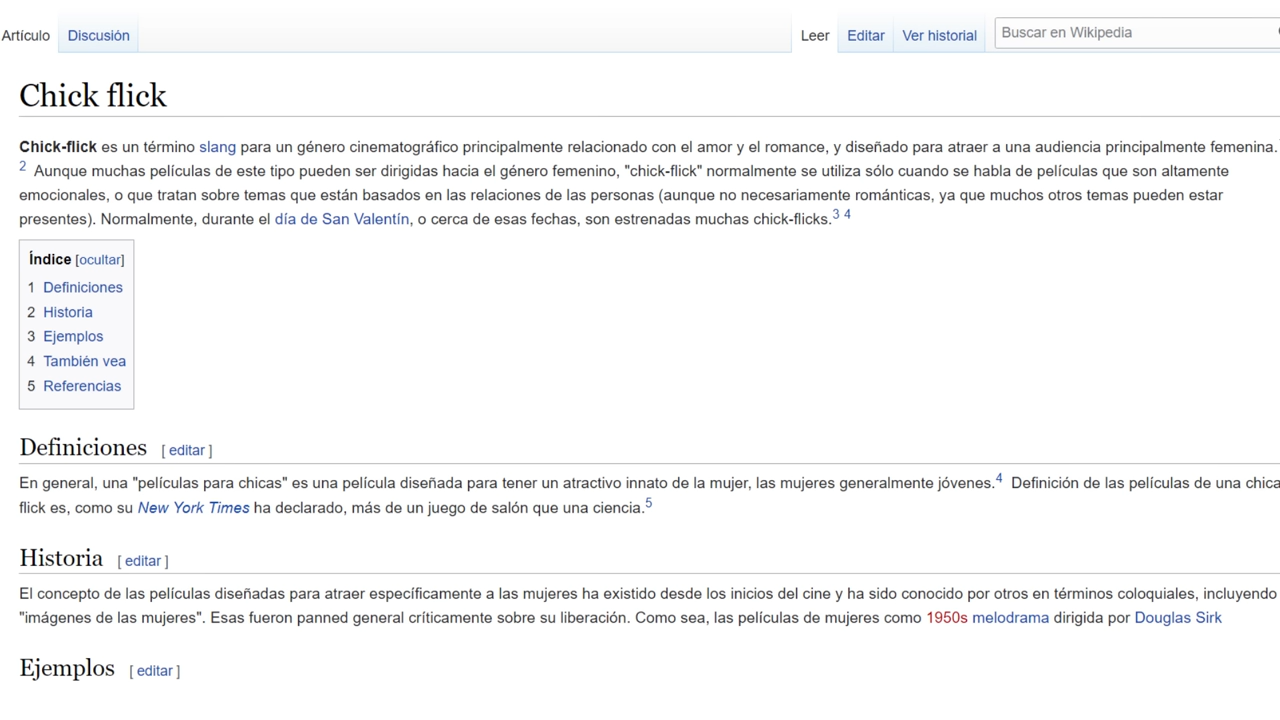 Artículo Discusión Leer Editar Ver historial Buscar en Wikipedia
Chick flick
Chick-flick es un término slang para un género cinematográfico principalmente relacionado con el amor y el romance, y diseñado para atraer a una audiencia principalmente femenina.
2 Aunque muchas películas de este tipo pueden ser dirigidas hacia el género femenino, "chick-flick" normalmente se utiliza sólo cuando se habla de películas que son altamente
emocionales, o que tratan sobre temas que están basados en las relaciones de las personas (aunque no necesariamente románticas, ya que muchos otros temas pueden estar
presentes). Normalmente, durante el día de San Valentín, o cerca de esas fechas, son estrenadas muchas chick-flicks.3 4
Índice [ocultar]
1 Definiciones
2 Historia
3 Ejemplos
4 También vea
5 Referencias
Definiciones [ editar ]
En general, una "películas para chicas" es una película diseñada para tener un atractivo innato de la mujer, las mujeres generalmente jóvenes.4 Definición de las películas de una chica
flick es, como su New York Times ha declarado, más de un juego de salón que una ciencia.5
Historia [ editar ]
El concepto de las películas diseñadas para atraer específicamente a las mujeres ha existido desde los inicios del cine y ha sido conocido por otros en términos coloquiales, incluyendo
"imágenes de las mujeres". Esas fueron panned general críticamente sobre su liberación. Como sea, las películas de mujeres como 1950s melodrama dirigida por Douglas Sirk
Ejemplos [ editar ]